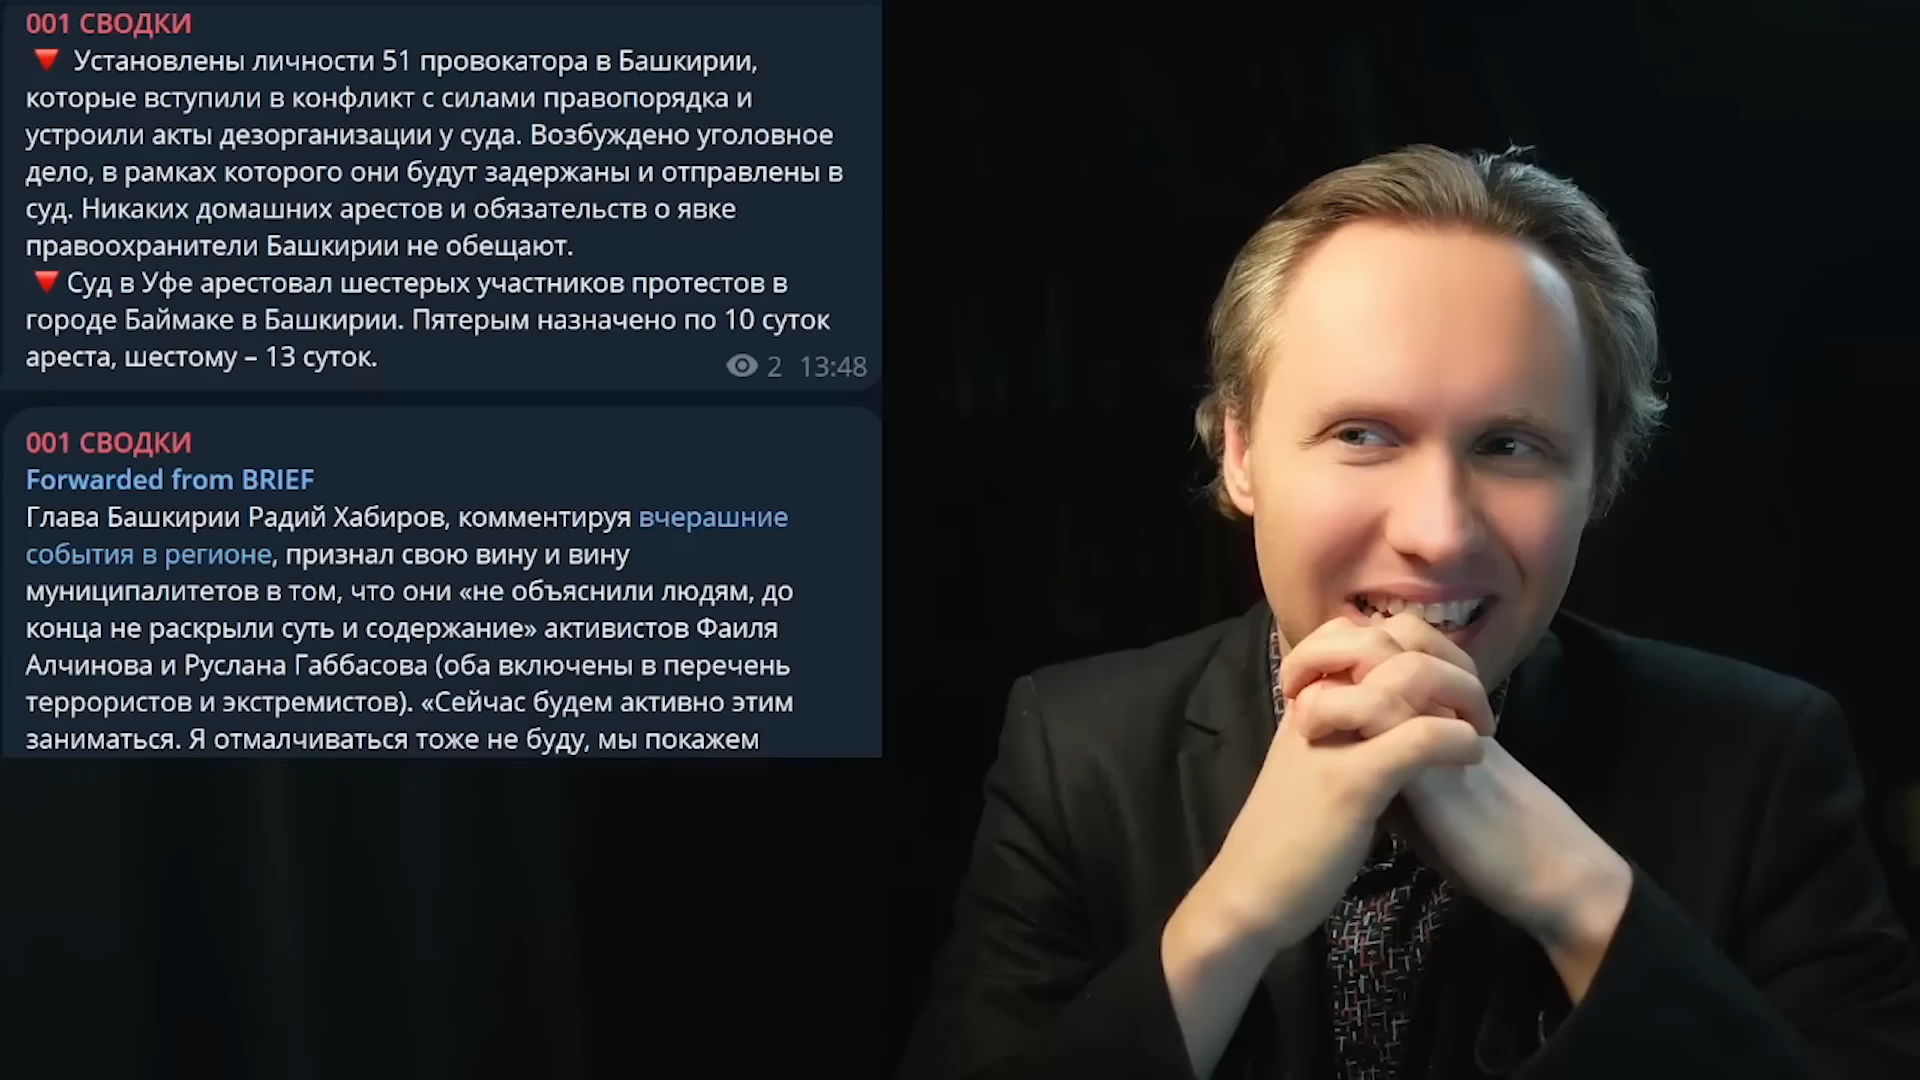 001 СВОДКИ
🔻 Установлены личности 51 провокатора в Башкирии,
которые вступили в конфликт с силами правопорядка и
устроили акты дезорганизации у суда. Возбуждено уголовное
дело, в рамках которого они будут задержаны и отправлены в
суд. Никаких домашних арестов и обязательств о явке
правоохранители Башкирии не обещают.
🔻Суд в Уфе арестовал шестерых участников протестов в
городе Баймаке в Башкирии. Пятерым назначено по 10 суток
ареста, шестому – 13 суток.
2 13:48
001 СВОДКИ
Forwarded from BRIEF
Глава Башкирии Радий Хабиров, комментируя вчерашние
события в регионе, признал свою вину и вину
муниципалитетов в том, что они «не объяснили людям, до
конца не раскрыли суть и содержание» активистов Фаиля
Алчинова и Руслана Габбасова (оба включены в перечень
террористов и экстремистов). «Сейчас будем активно этим
заниматься. Я отмалчиваться тоже не буду, мы покажем